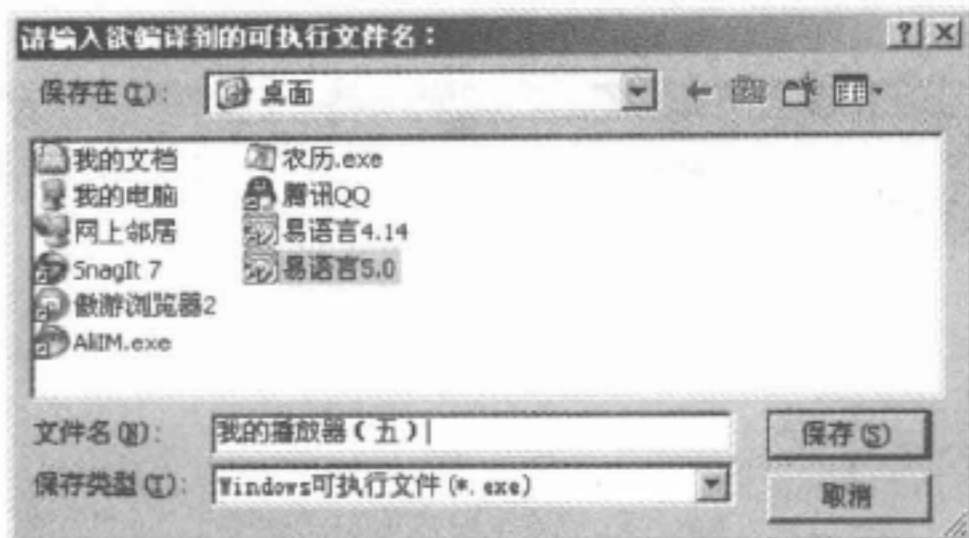 请输入欲编译到的可执行文件名：
保存在(I)： 桌面
我的文档
我的电脑
网上邻居
SnagIt 7
傲游浏览器2
AliIM.exe
农历.exe
腾讯QQ
易语言4.14
易语言5.0
文件名(N)： 我的播放器（五）
保存(S)
保存类型(T)： Windows可执行文件(*.exe)
取消